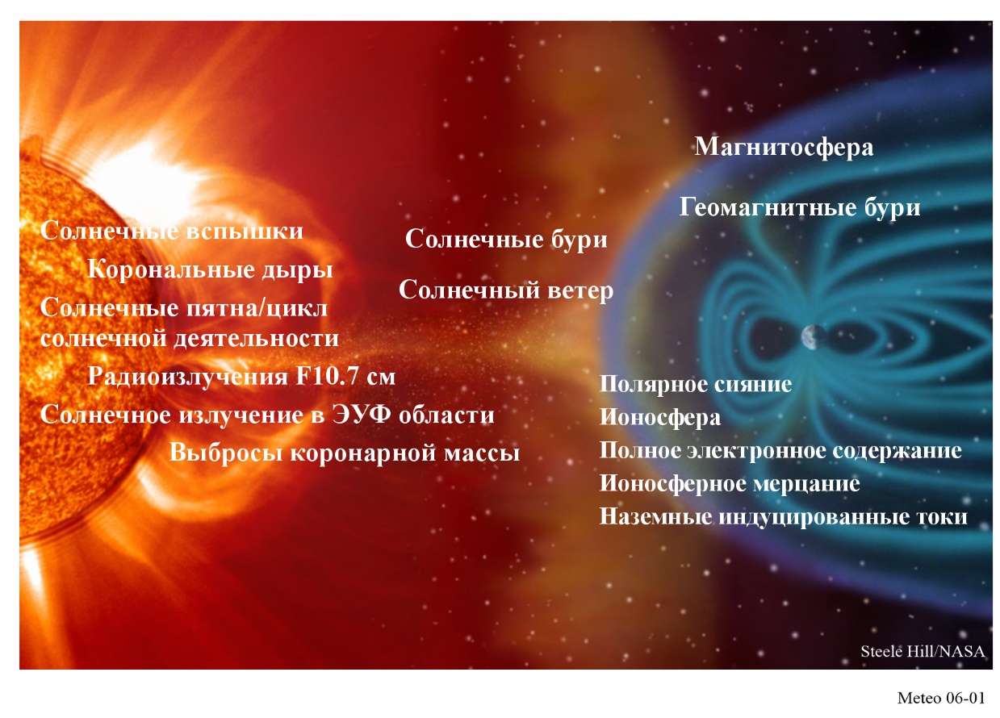 Солнечные вспышки
Корональные дыры
Солнечные пятна/цикл
солнечной деятельности
Радиоизлучения F10.7 см
Солнечное излучение в ЭУФ области
Выбросы коронарной массы
Солнечные бури
Солнечный ветер
Магнитосфера
Геомагнитные бури
Полярное сияние
Ионосфера
Полное электронное содержание
Ионосферное мерцание
Наземные индуцированные токи
Steele Hill/NASA
Meteo 06-01